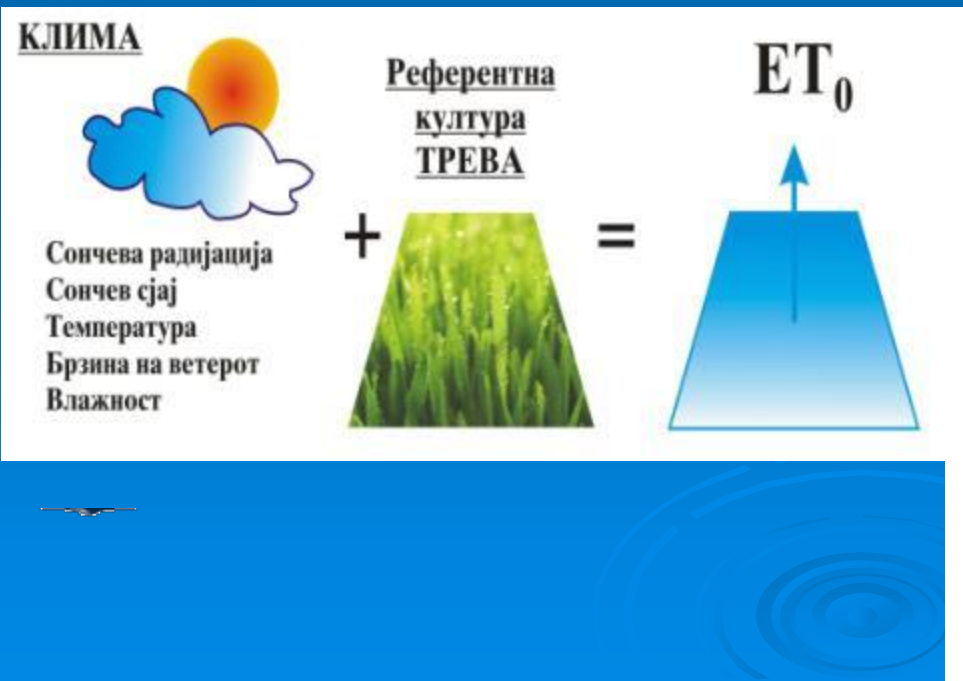 КЛИМА
Сончева радијација
Сончев сјај
Температура
Брзина на ветерот
Влажност
+
Референтна
култура
ТРЕВА
=
ET₀